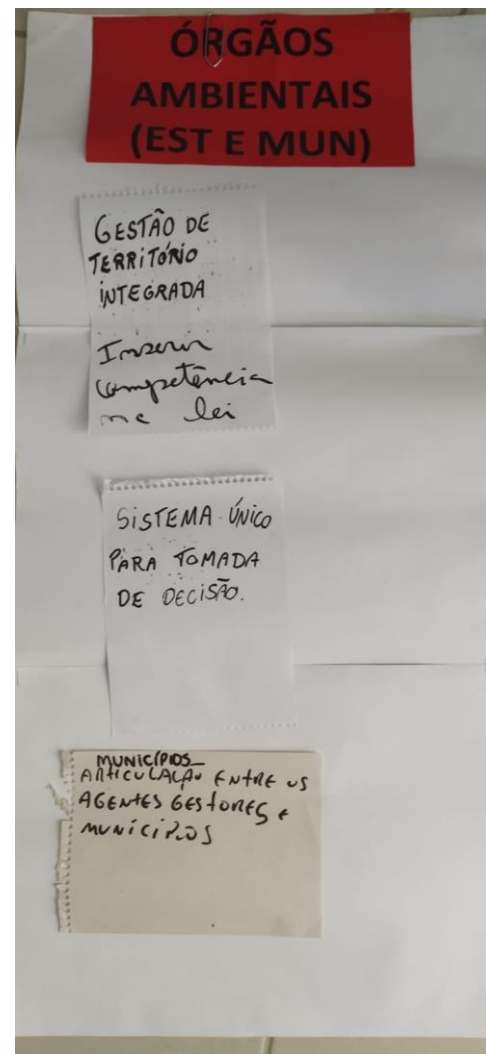 ÓRGÃOS
AMBIENTAIS
(EST E MUN)
GESTÃO DE
TERRITÓRIO
INTEGRADA
Inserir
competência
na lei
SISTEMA ÚNICO
PARA TOMADA
DE DECISÃO.
MUNICÍPIOS
ARTICULAÇÃO ENTRE OS
AGENTES GESTORES E
MUNICÍPIOS